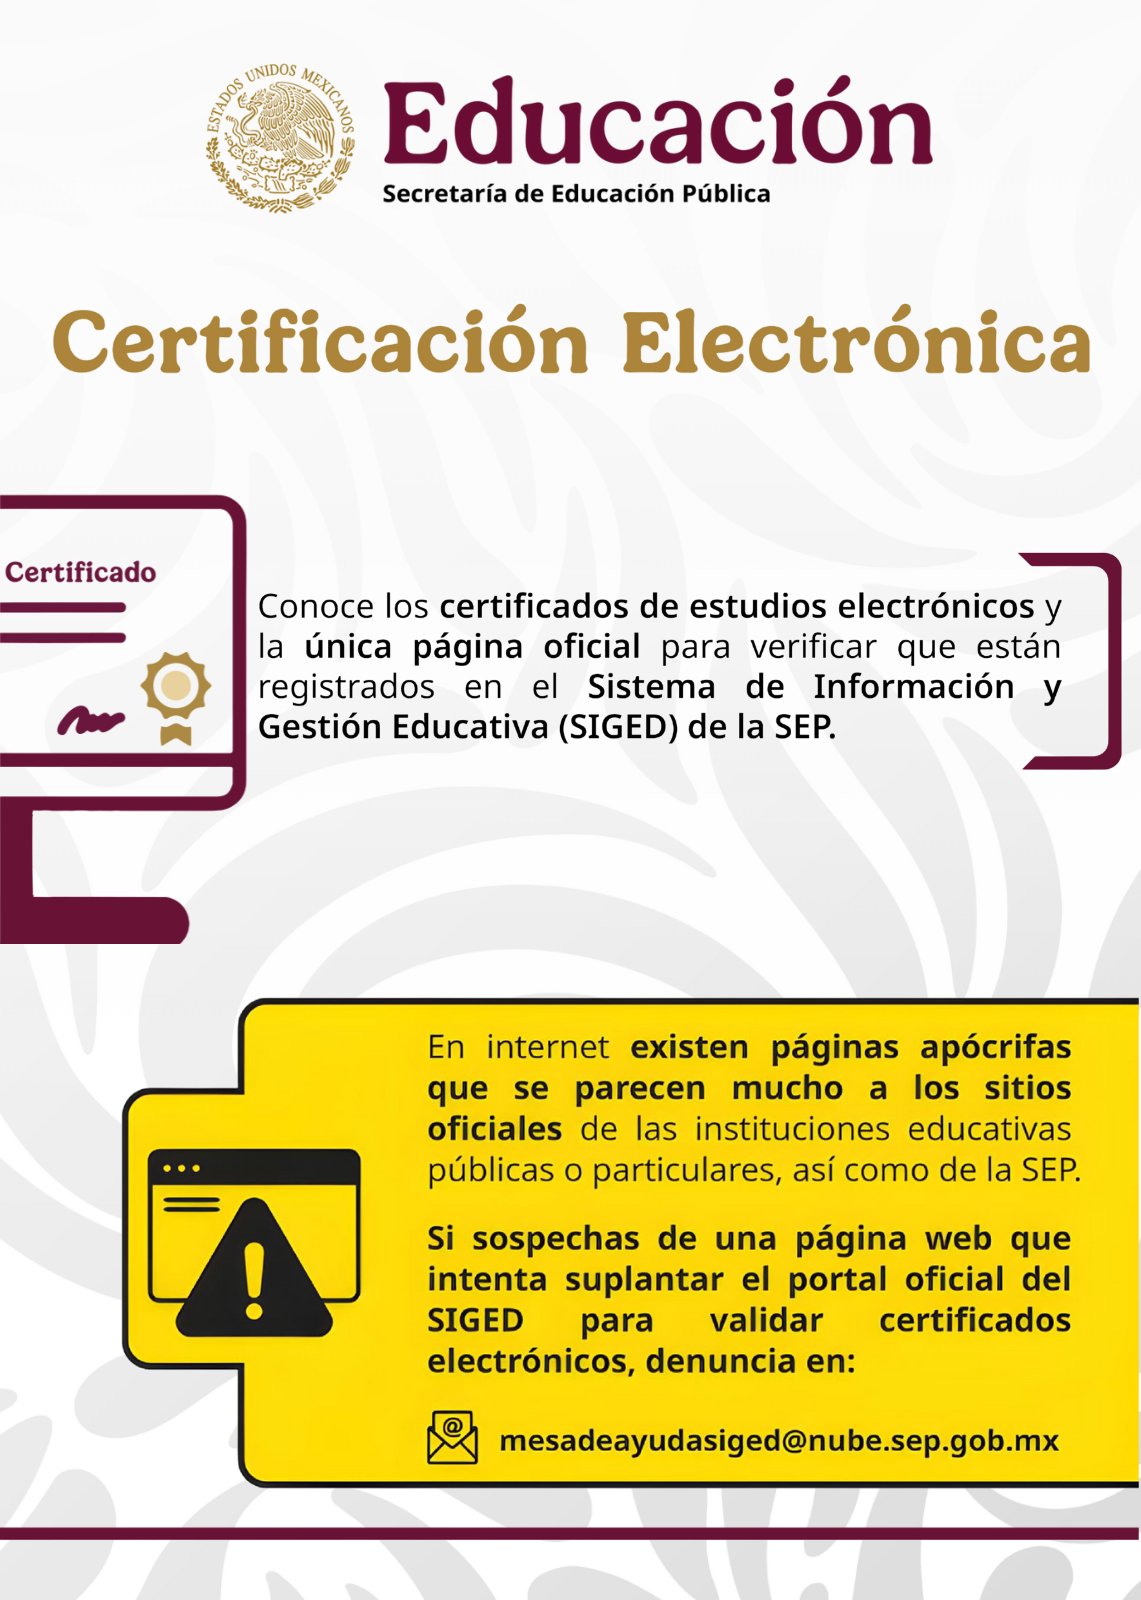 ESTADOS UNIDOS MEXICANOS
Educación
Secretaría de Educación Pública
Certificación Electrónica
Certificado
Conoce los certificados de estudios electrónicos y
la única página oficial para verificar que están
registrados en el Sistema de Información y
Gestión Educativa (SIGED) de la SEP.
En internet existen páginas apócrifas
que se parecen mucho a los sitios
oficiales de las instituciones educativas
públicas o particulares, así como de la SEP.
Si sospechas de una página web que
intenta suplantar el portal oficial del
SIGED para validar certificados
electrónicos, denuncia en:
@
mesadeayudasiged@nube.sep.gob.mx